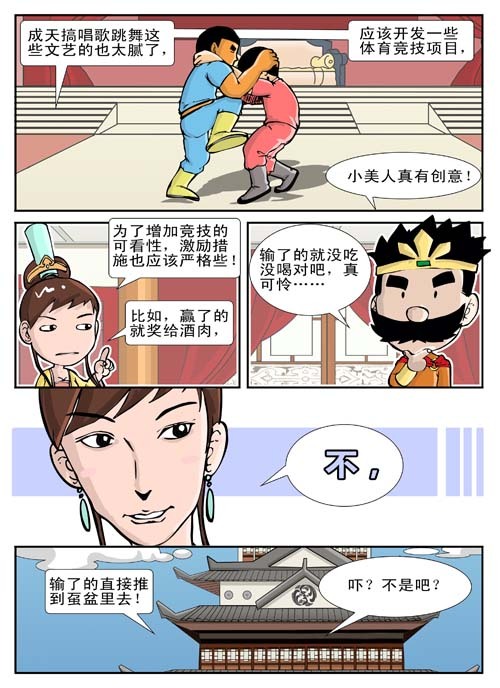 成天搞唱歌跳舞这
些文艺的也太腻了，
应该开发一些
体育竞技项目，
小美人真有创意！
为了增加竞技的
可看性，激励措
施也应该严格些！
比如，赢了的
就奖给酒肉，
输了的就没吃
没喝对吧，真
可怜……
不，
输了的直接推
到虿盆里去！
吓？不是吧？